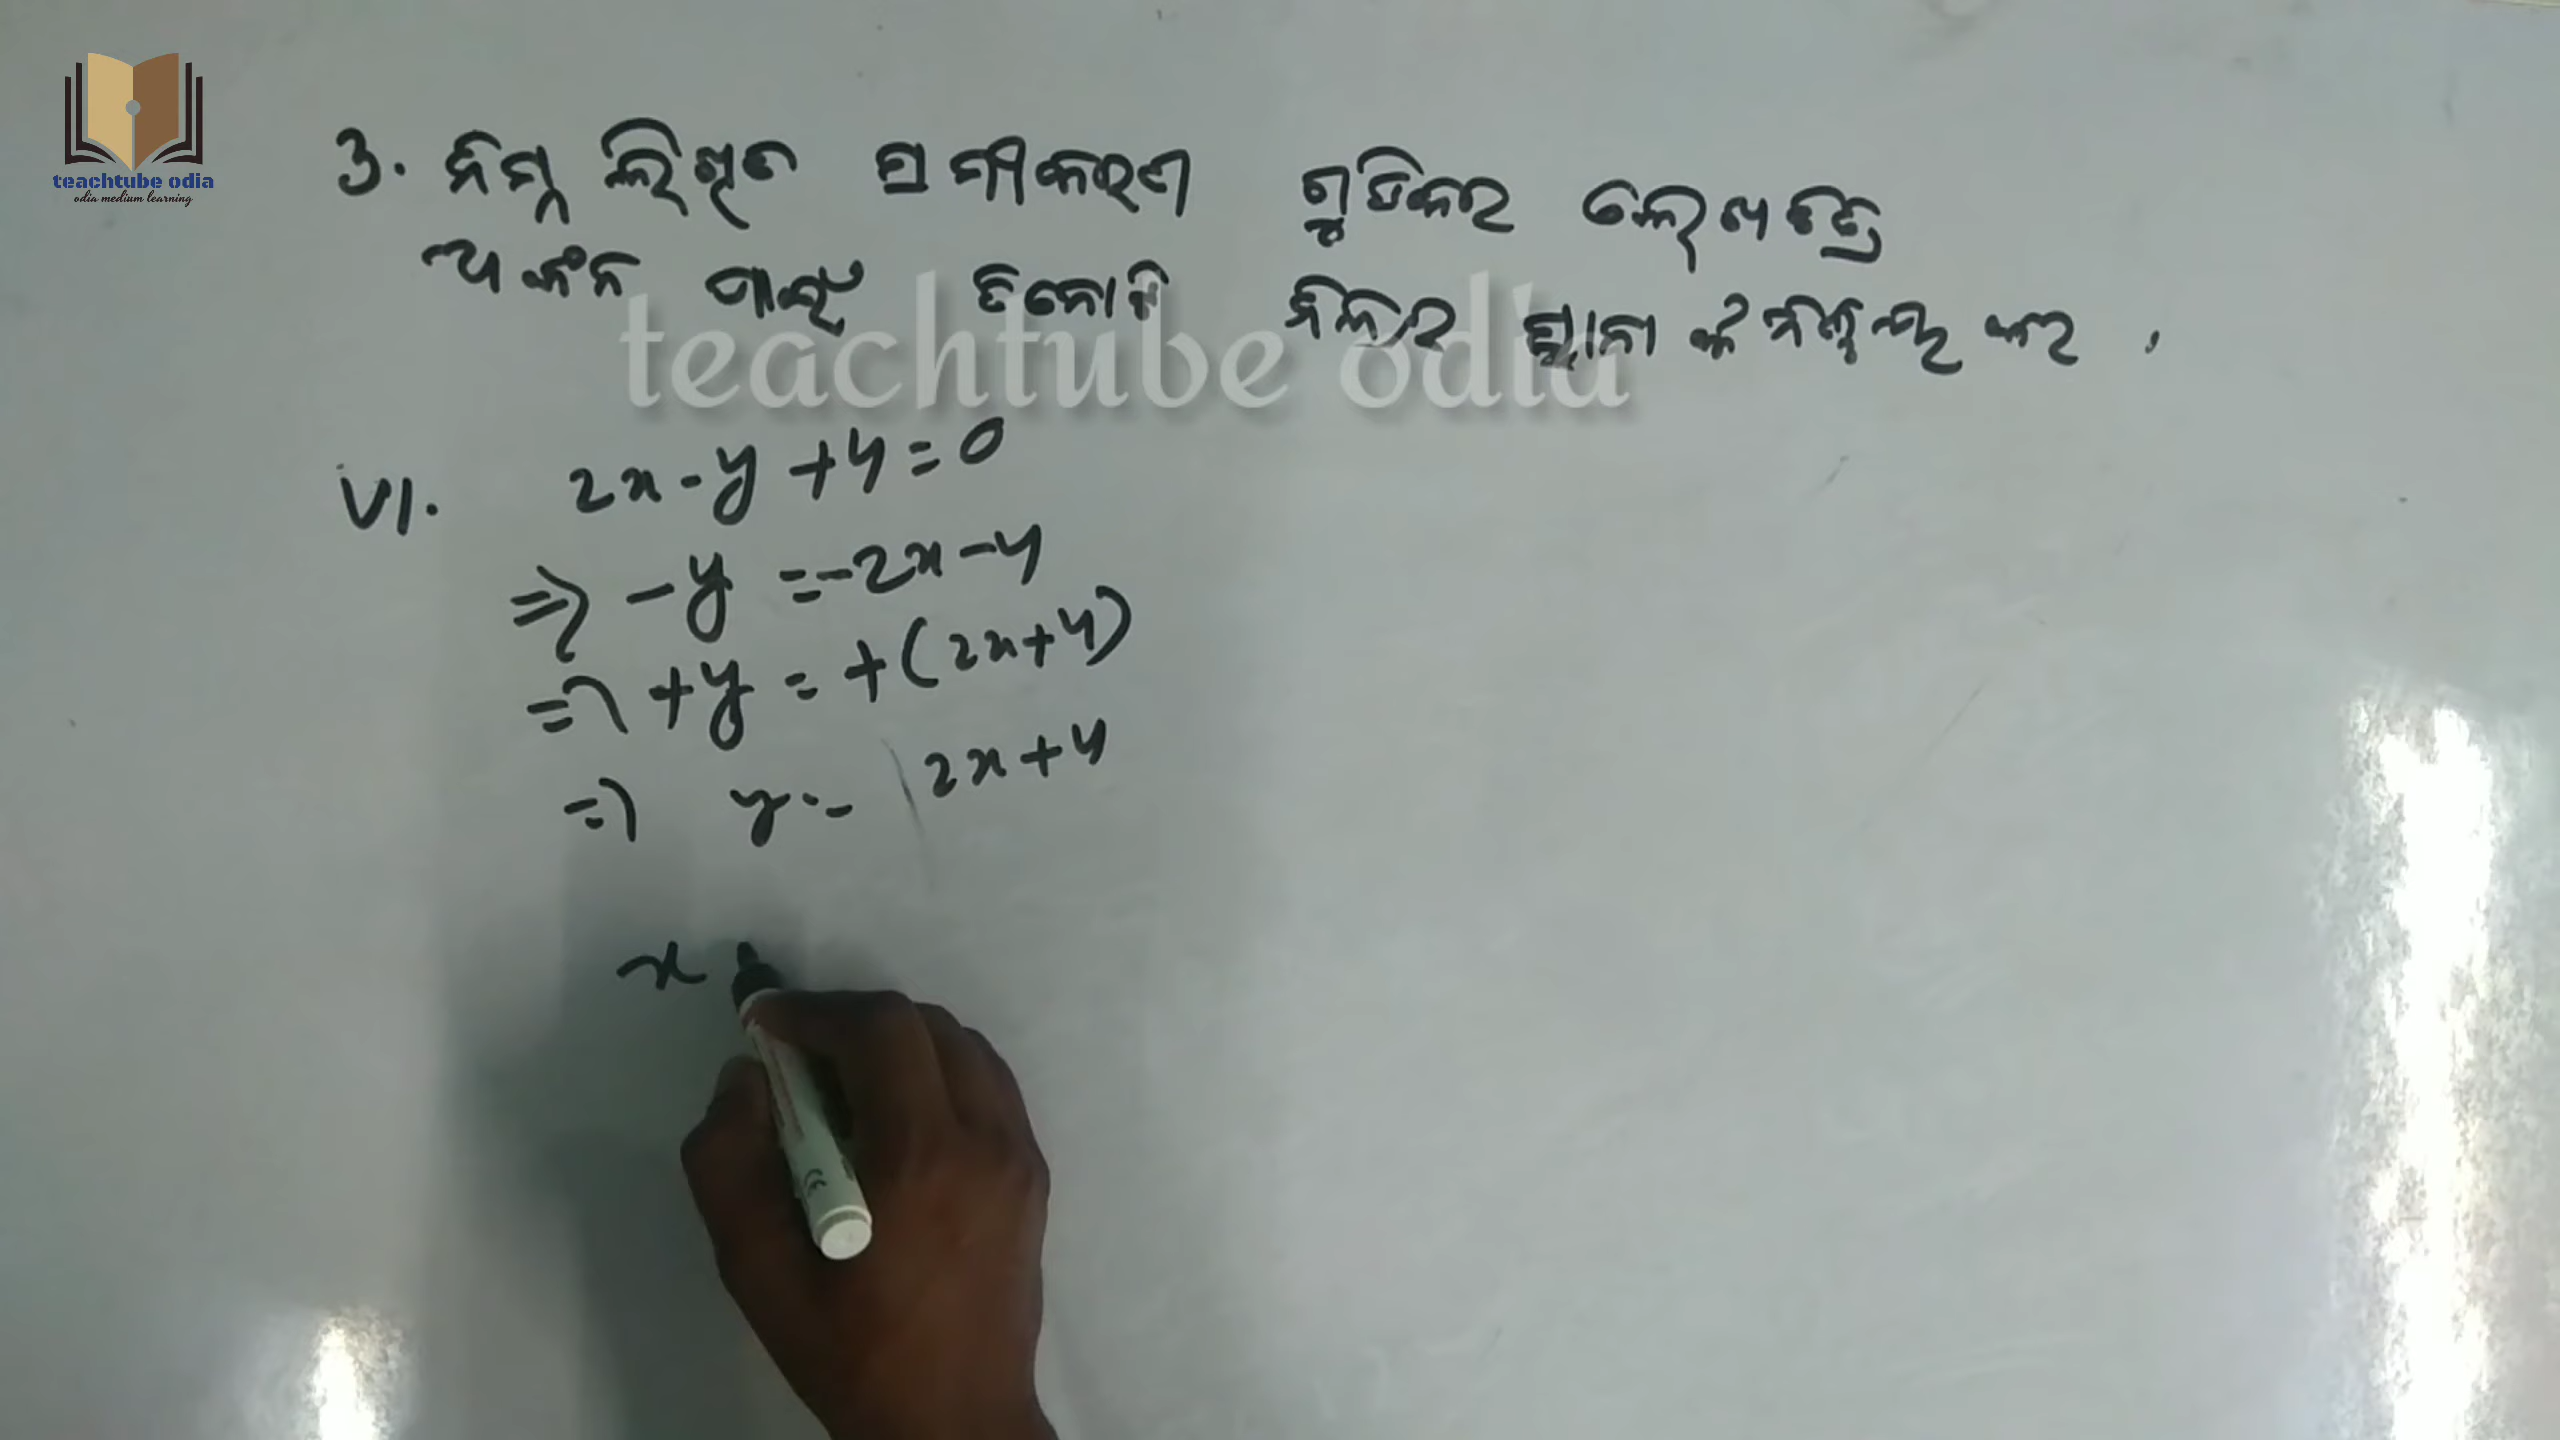 teachtube odia
odia medium learning
3. ନିମ୍ନ ଲିଖିତ ସମୀକରଣ ଗୁଡିକର ଲେଖଚିତ୍ର
ଅଙ୍କନ ପାଇଁ ତିନୋଟି ବିନ୍ଦୁର ସ୍ଥାନାଙ୍କ ନିର୍ଣ୍ଣୟ କର .
teachtube odia
VI. 2x - y + 4 = 0
⇒ - y = -2x - 4
⇒ + y = + (2x + 4)
⇒ y = 2x + 4
x